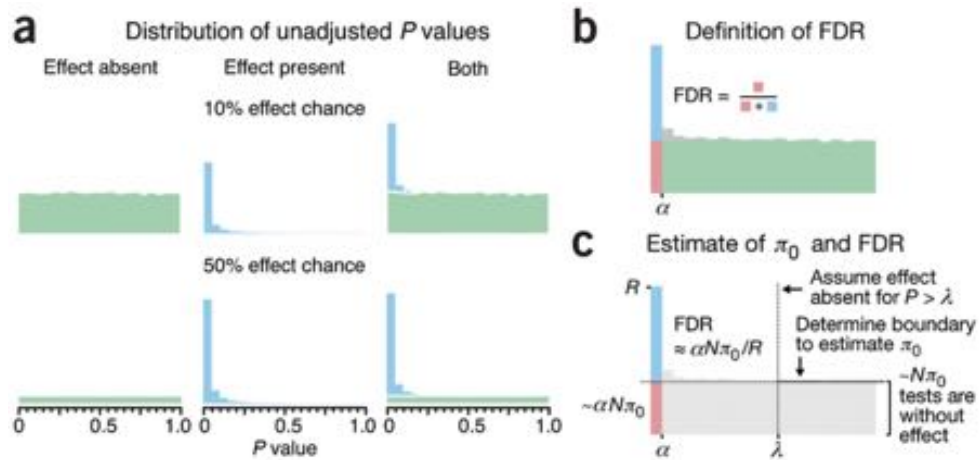 a
Distribution of unadjusted P values
Effect absent
Effect present
Both
10% effect chance
50% effect chance
0 0.5 1.0
0 0.5 1.0
0 0.5 1.0
P value
b
Definition of FDR
FDR =
+
α
c
Estimate of π₀ and FDR
R
Assume effect
absent for P > λ
FDR
≈ αNπ₀/R
Determine boundary
to estimate π₀
~αNπ₀
~Nπ₀
tests are
without
effect
α
λ